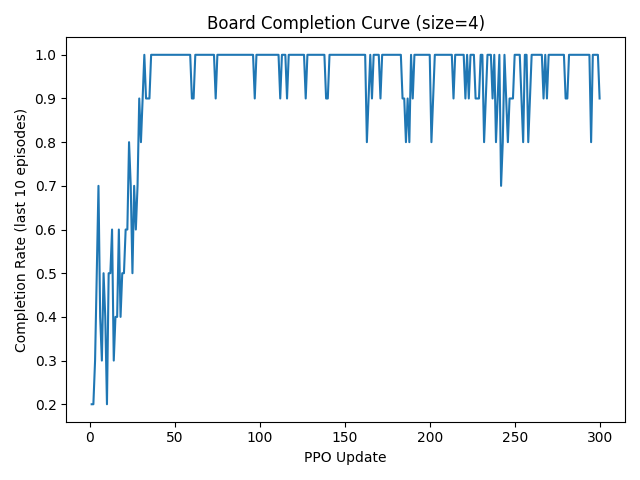 Board Completion Curve (size=4)
Completion Rate (last 10 episodes)
1.0
0.9
0.8
0.7
0.6
0.5
0.4
0.3
0.2
0 50 100 150 200 250 300
PPO Update